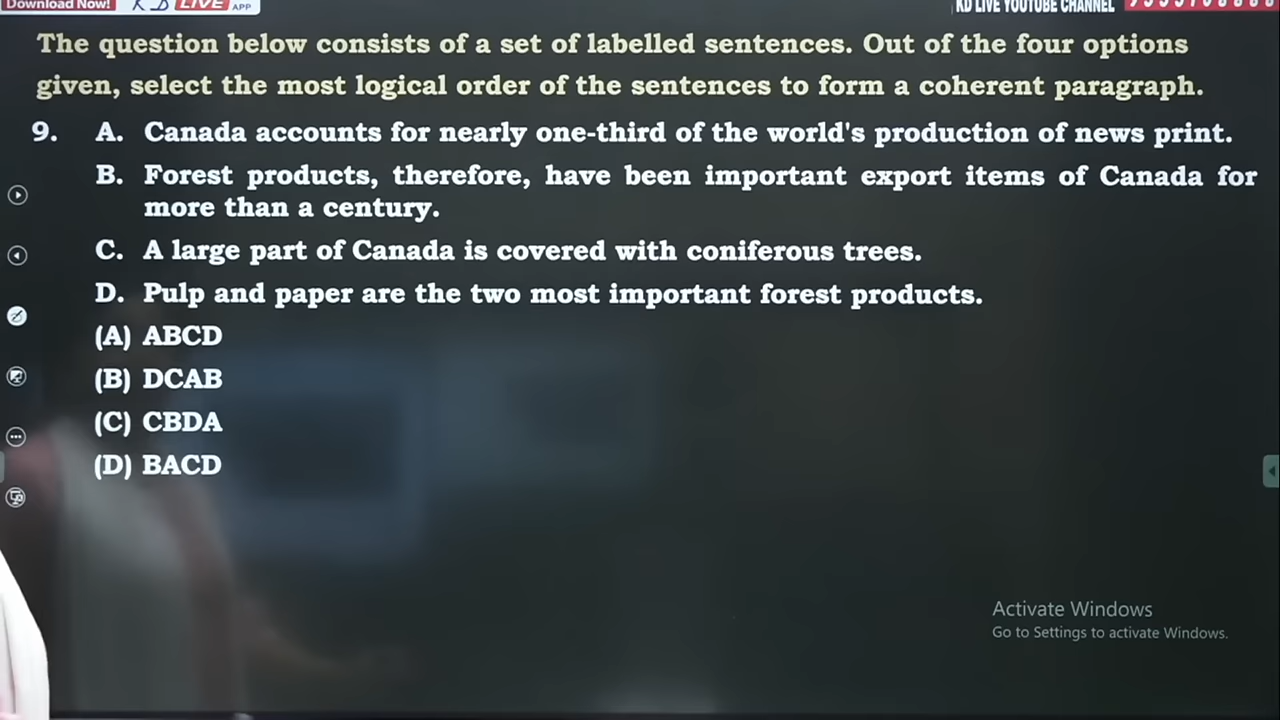 Download Now! KD LIVE APP
KD LIVE YOUTUBE CHANNEL
The question below consists of a set of labelled sentences. Out of the four options
given, select the most logical order of the sentences to form a coherent paragraph.
9. A. Canada accounts for nearly one-third of the world's production of news print.
B. Forest products, therefore, have been important export items of Canada for
more than a century.
C. A large part of Canada is covered with coniferous trees.
D. Pulp and paper are the two most important forest products.
(A) ABCD
(B) DCAB
(C) CBDA
(D) BACD
Activate Windows
Go to Settings to activate Windows.